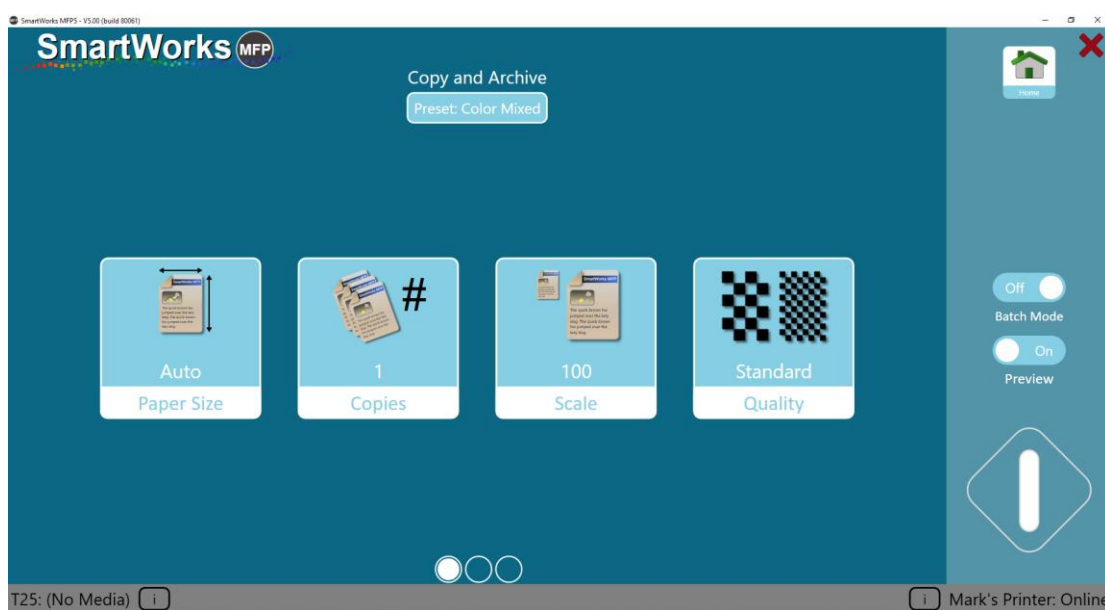 SmartWorks MFP5 - V5.00 (build 80061)
SmartWorks MFP
Copy and Archive
Preset: Color Mixed
Home
Auto
Paper Size
#
1
Copies
100
Scale
Standard
Quality
Off
Batch Mode
On
Preview
T25: (No Media) i
i Mark's Printer: Online